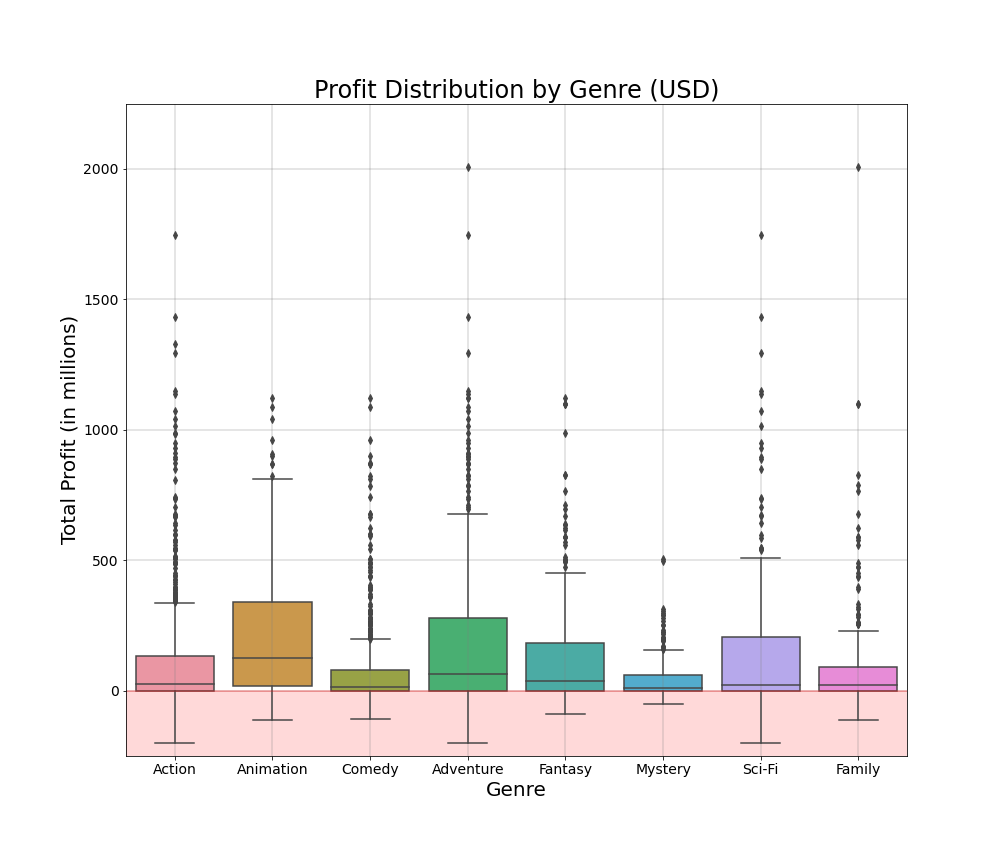 Profit Distribution by Genre (USD)
Total Profit (in millions)
2000
1500
1000
500
0
Action Animation Comedy Adventure Fantasy Mystery Sci-Fi Family
Genre